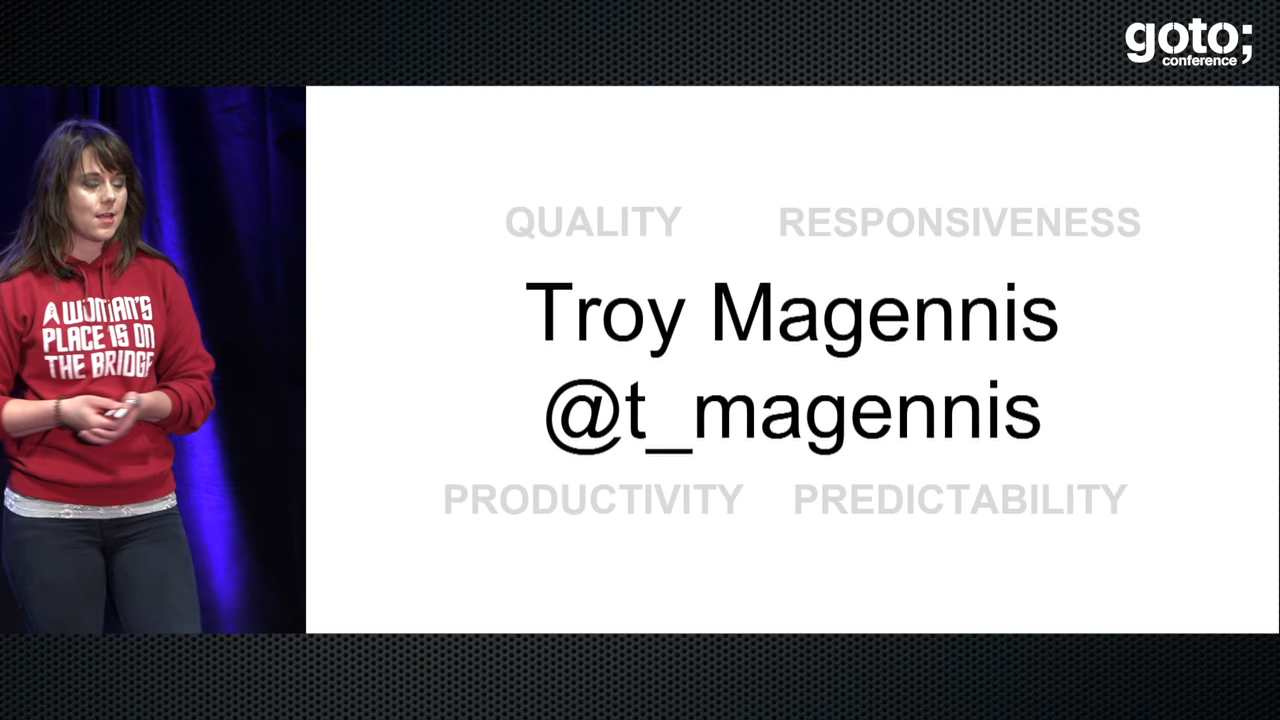 goto;
conference
QUALITY RESPONSIVENESS
Troy Magennis
@t_magennis
PRODUCTIVITY PREDICTABILITY
A WOMAN'S
PLACE IS ON
THE BRIDGE